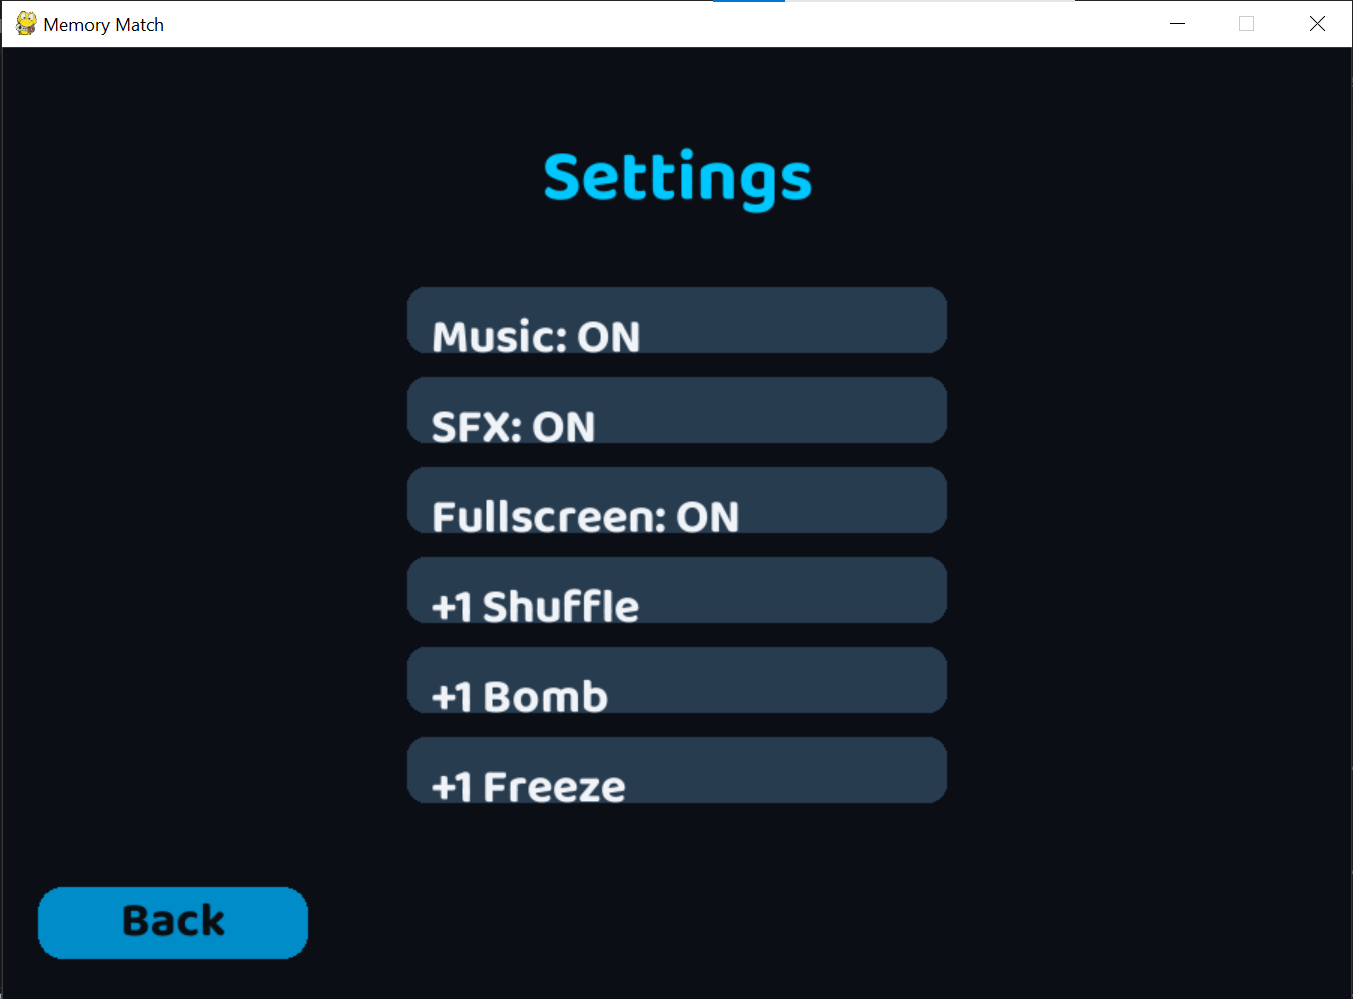 Memory Match
Settings
Music: ON
SFX: ON
Fullscreen: ON
+1 Shuffle
+1 Bomb
+1 Freeze
Back